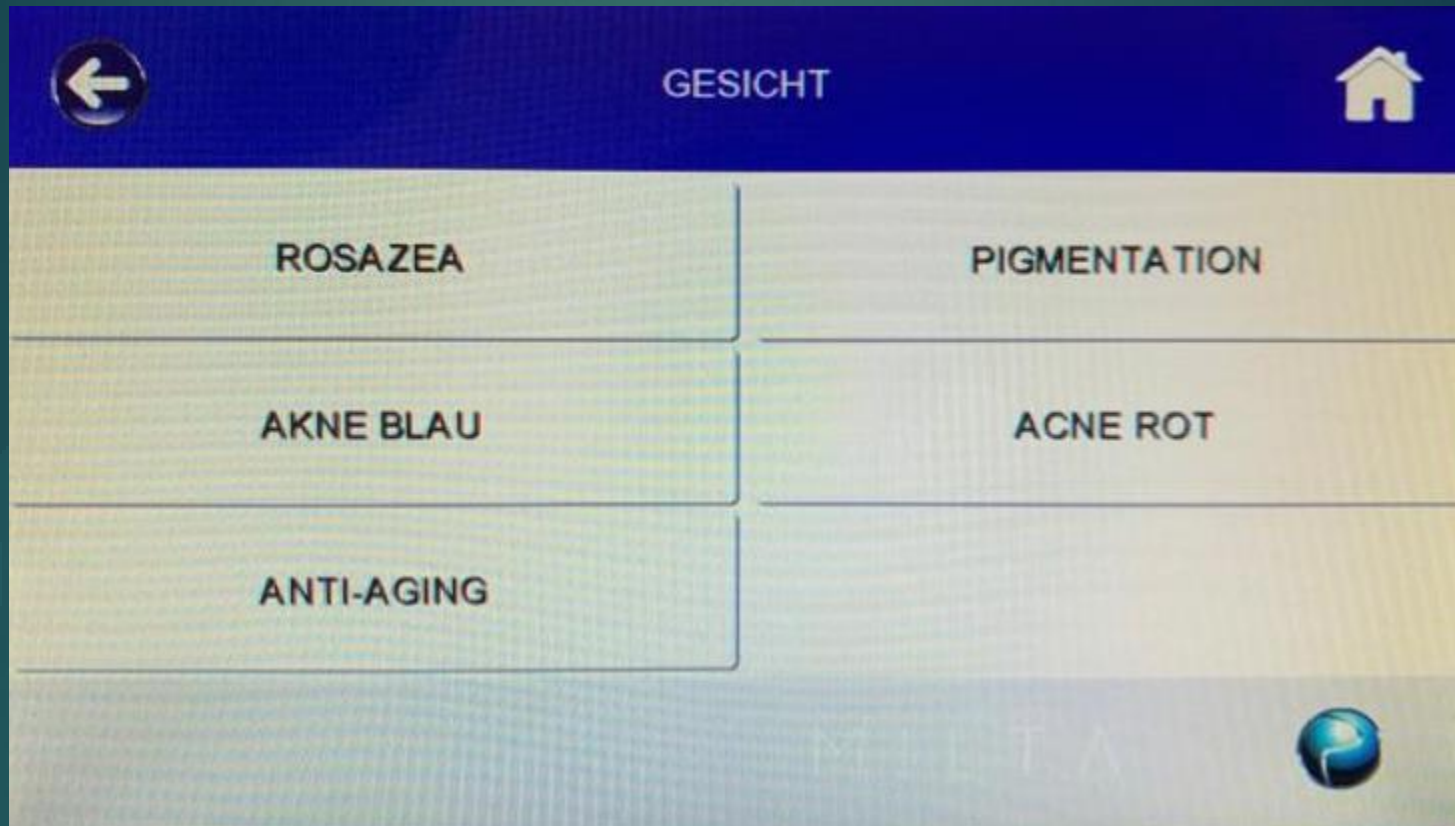 GESICHT
ROSAZEA
PIGMENTATION
AKNE BLAU
ACNE ROT
ANTI-AGING